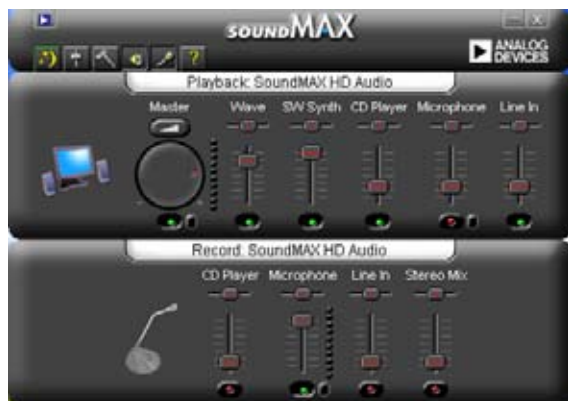 SOUNDMAX
ANALOG
DEVICES
?
Playback: SoundMAX HD Audio
Master Wave SW Synth CD Player Microphone Line In
Record: SoundMAX HD Audio
CD Player Microphone Line In Stereo Mix